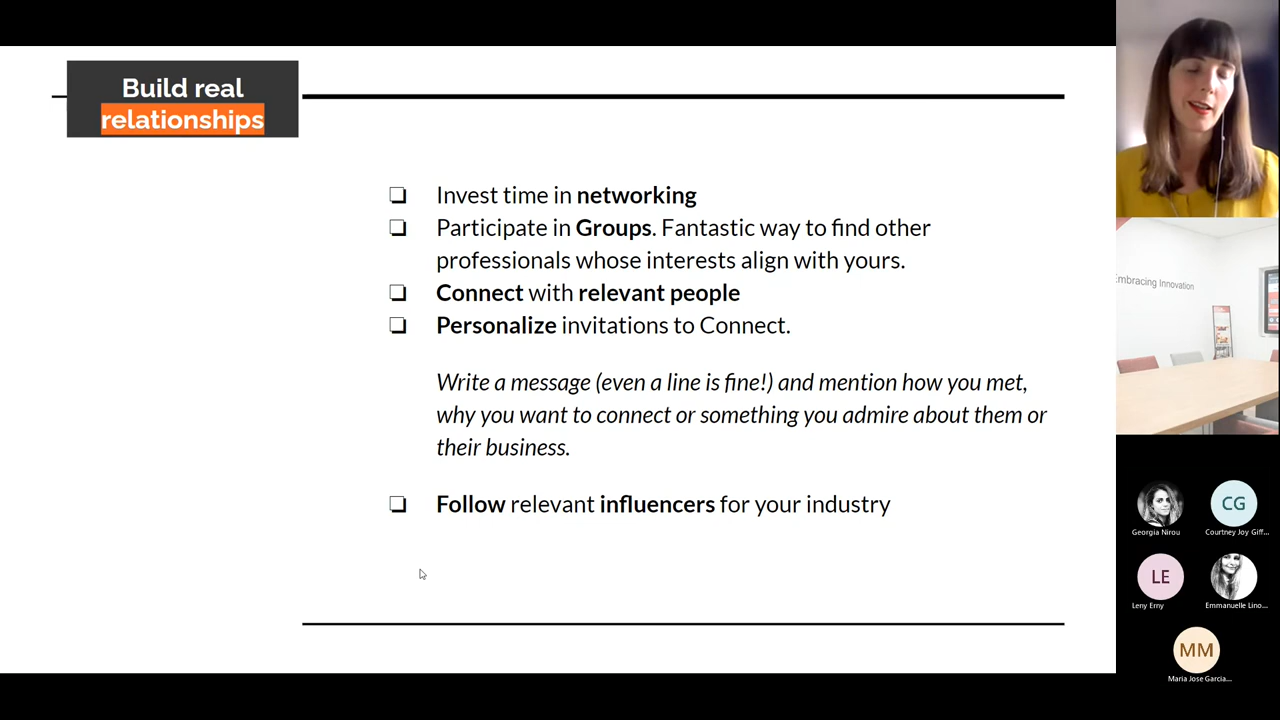 Build real
relationships
Invest time in networking
Participate in Groups. Fantastic way to find other
professionals whose interests align with yours.
Connect with relevant people
Personalize invitations to Connect.
Write a message (even a line is fine!) and mention how you met,
why you want to connect or something you admire about them or
their business.
Follow relevant influencers for your industry
Embracing Innovation
Georgia Nirou
CG
Courtney Joy Giff...
LE
Leny Erny
Emmanuelle Lino...
MM
Maria Jose Garcia...